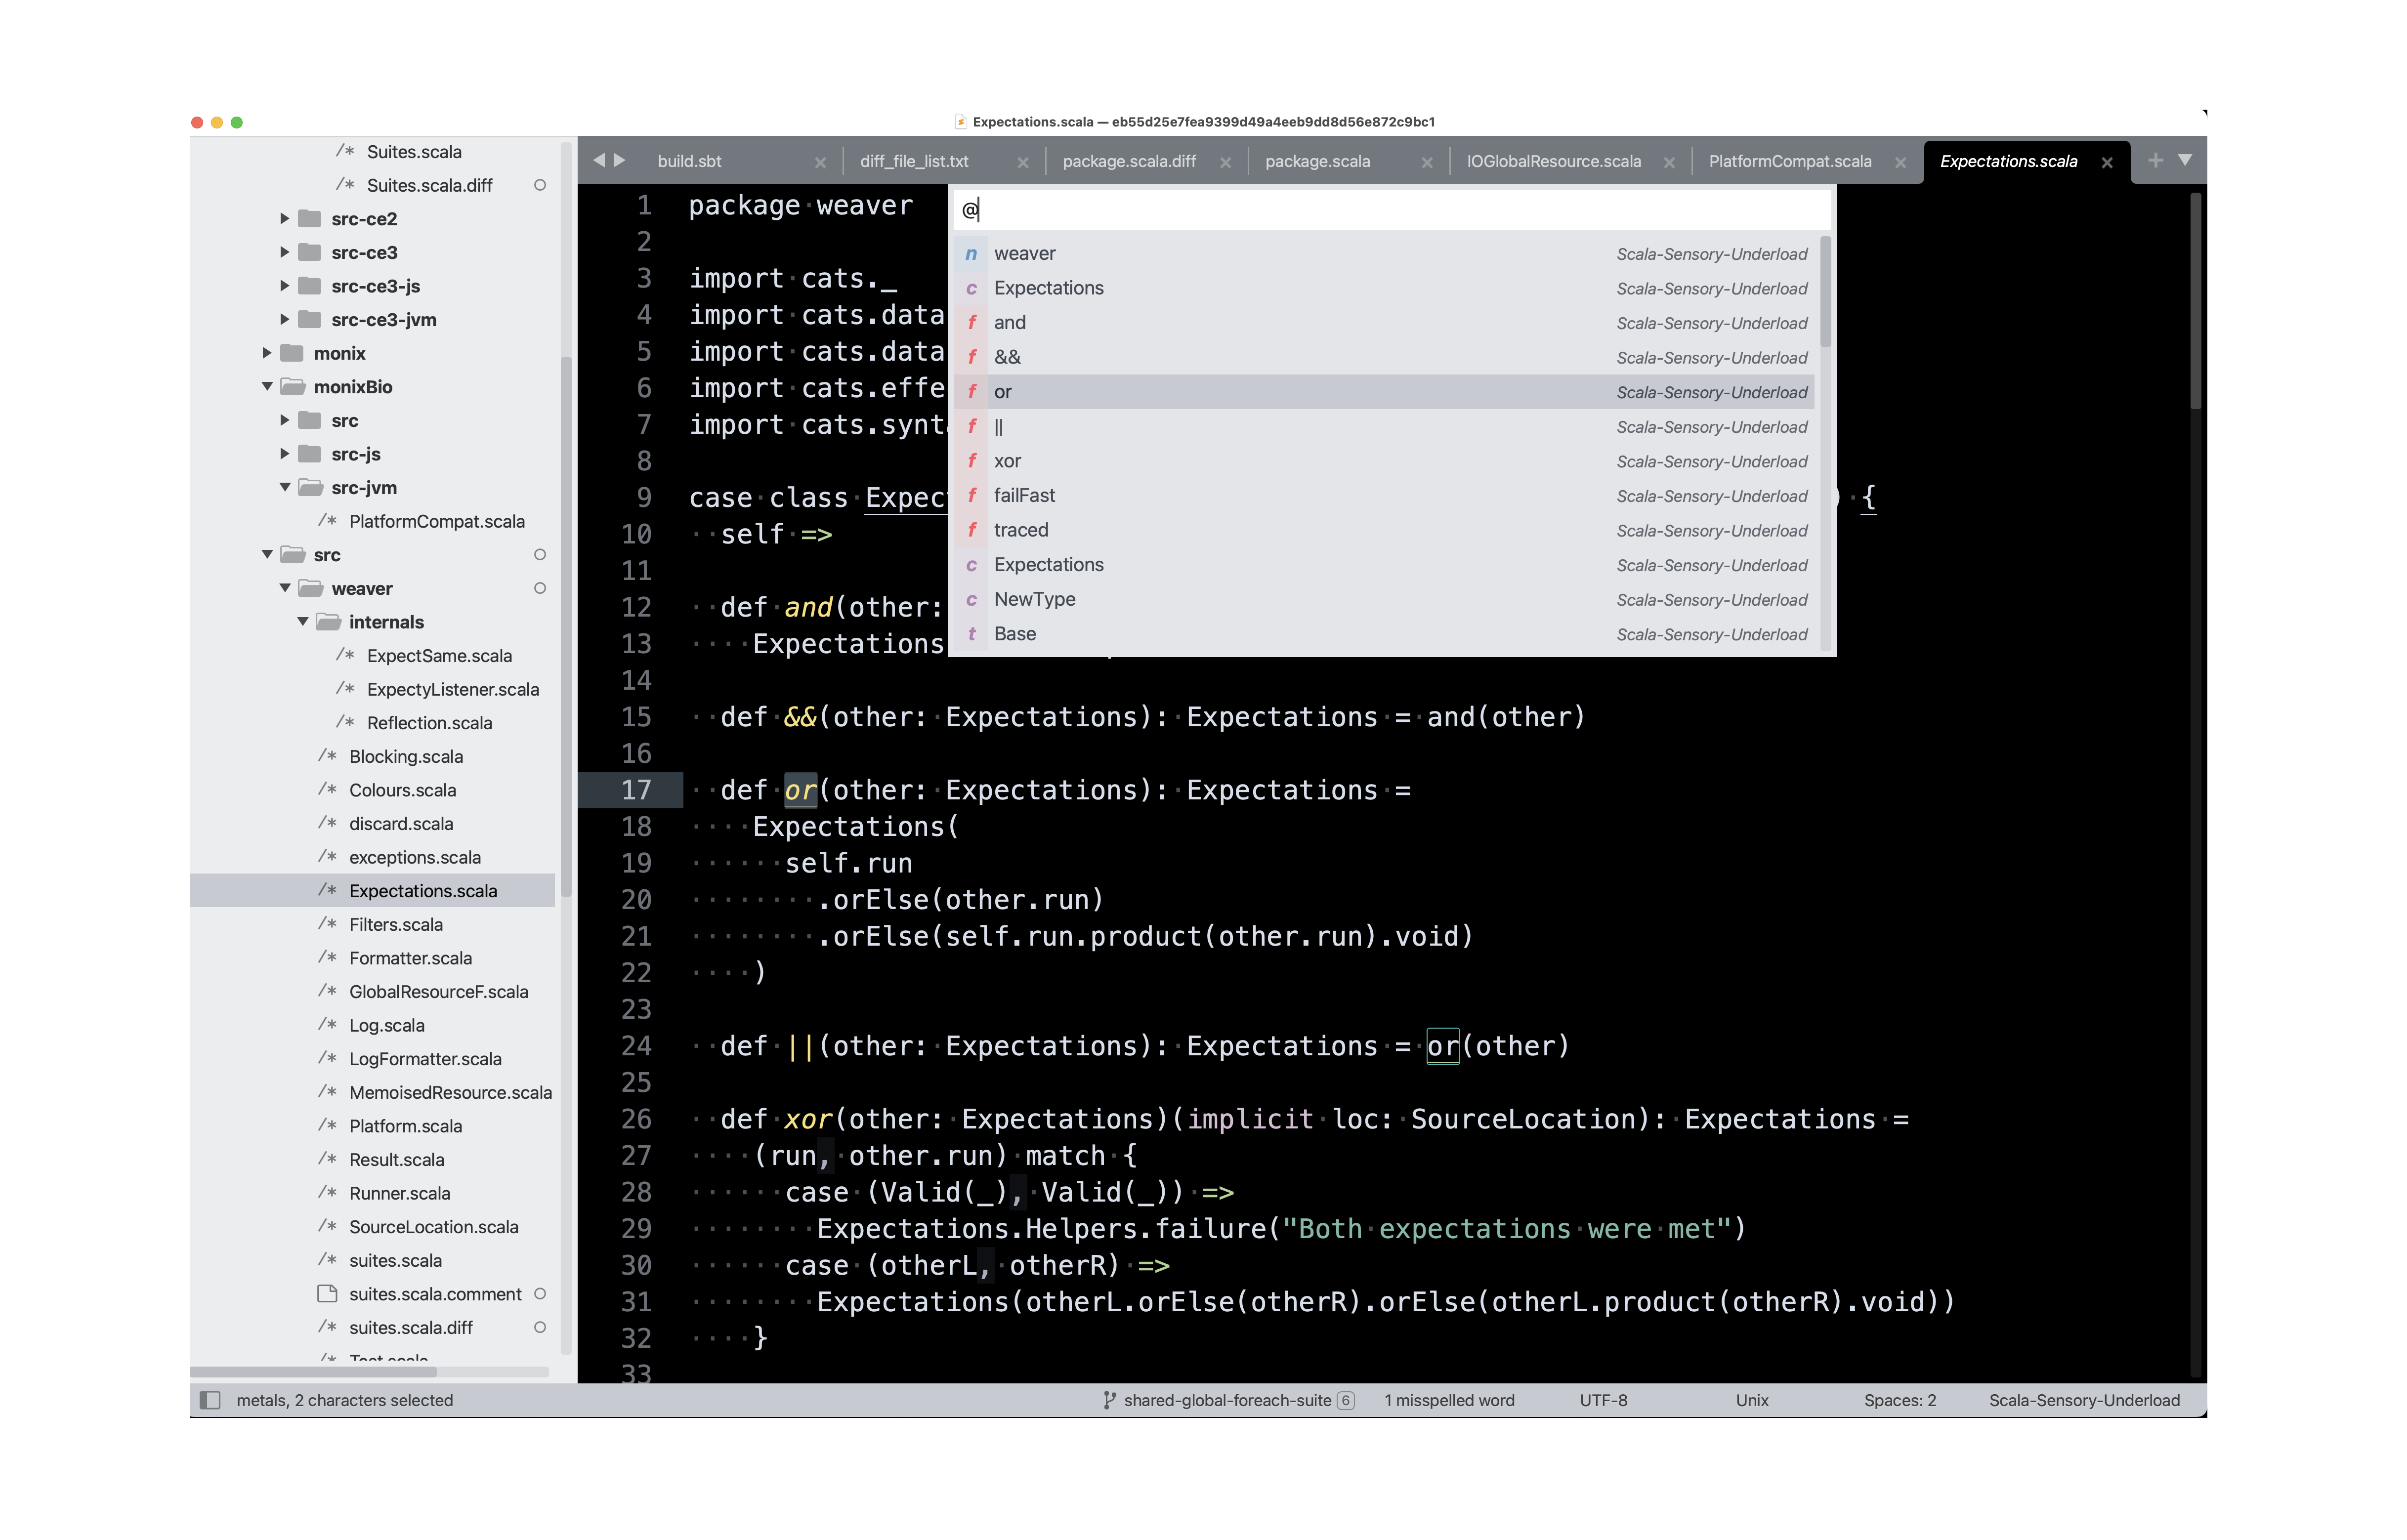 Expectations.scala — eb55d25e7fea9399d49a4eeb9dd8d56e872c9bc1
Suites.scala
Suites.scala.diff
src-ce2
src-ce3
src-ce3-js
src-ce3-jvm
monix
monixBio
src
src-js
src-jvm
PlatformCompat.scala
src
weaver
internals
ExpectSame.scala
ExpectyListener.scala
Reflection.scala
Blocking.scala
Colours.scala
discard.scala
exceptions.scala
Expectations.scala
Filters.scala
Formatter.scala
GlobalResourceF.scala
Log.scala
LogFormatter.scala
MemoisedResource.scala
Platform.scala
Result.scala
Runner.scala
SourceLocation.scala
suites.scala
suites.scala.comment
suites.scala.diff
build.sbt diff_file_list.txt package.scala.diff package.scala IOGlobalResource.scala PlatformCompat.scala Expectations.scala
@
n weaver Scala-Sensory-Underload
c Expectations Scala-Sensory-Underload
f and Scala-Sensory-Underload
f && Scala-Sensory-Underload
f or Scala-Sensory-Underload
f || Scala-Sensory-Underload
f xor Scala-Sensory-Underload
f failFast Scala-Sensory-Underload
f traced Scala-Sensory-Underload
c Expectations Scala-Sensory-Underload
c NewType Scala-Sensory-Underload
t Base Scala-Sensory-Underload
1 package weaver
2
3 import cats._
4 import cats.data
5 import cats.data
6 import cats.effe
7 import cats.synt
8
9 case class Expec ) {
10 self =>
11
12 def and(other:
13 Expectations
14
15 def &&(other: Expectations): Expectations = and(other)
16
17 def or(other: Expectations): Expectations =
18 Expectations(
19 self.run
20 .orElse(other.run)
21 .orElse(self.run.product(other.run).void)
22 )
23
24 def ||(other: Expectations): Expectations = or(other)
25
26 def xor(other: Expectations)(implicit loc: SourceLocation): Expectations =
27 (run, other.run) match {
28 case (Valid(_), Valid(_)) =>
29 Expectations.Helpers.failure("Both expectations were met")
30 case (otherL, otherR) =>
31 Expectations(otherL.orElse(otherR).orElse(otherL.product(otherR).void))
32 }
33
metals, 2 characters selected shared-global-foreach-suite 6 1 misspelled word UTF-8 Unix Spaces: 2 Scala-Sensory-Underload